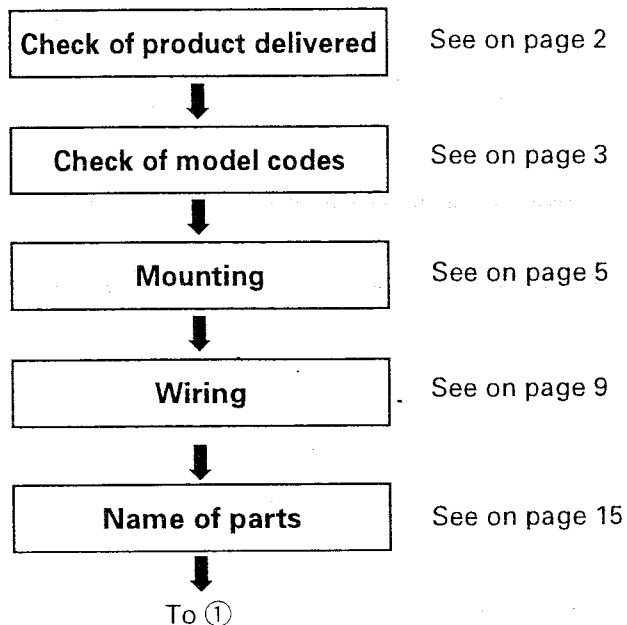 Check of product delivered See on page 2
Check of model codes See on page 3
Mounting See on page 5
Wiring See on page 9
Name of parts See on page 15
To ①